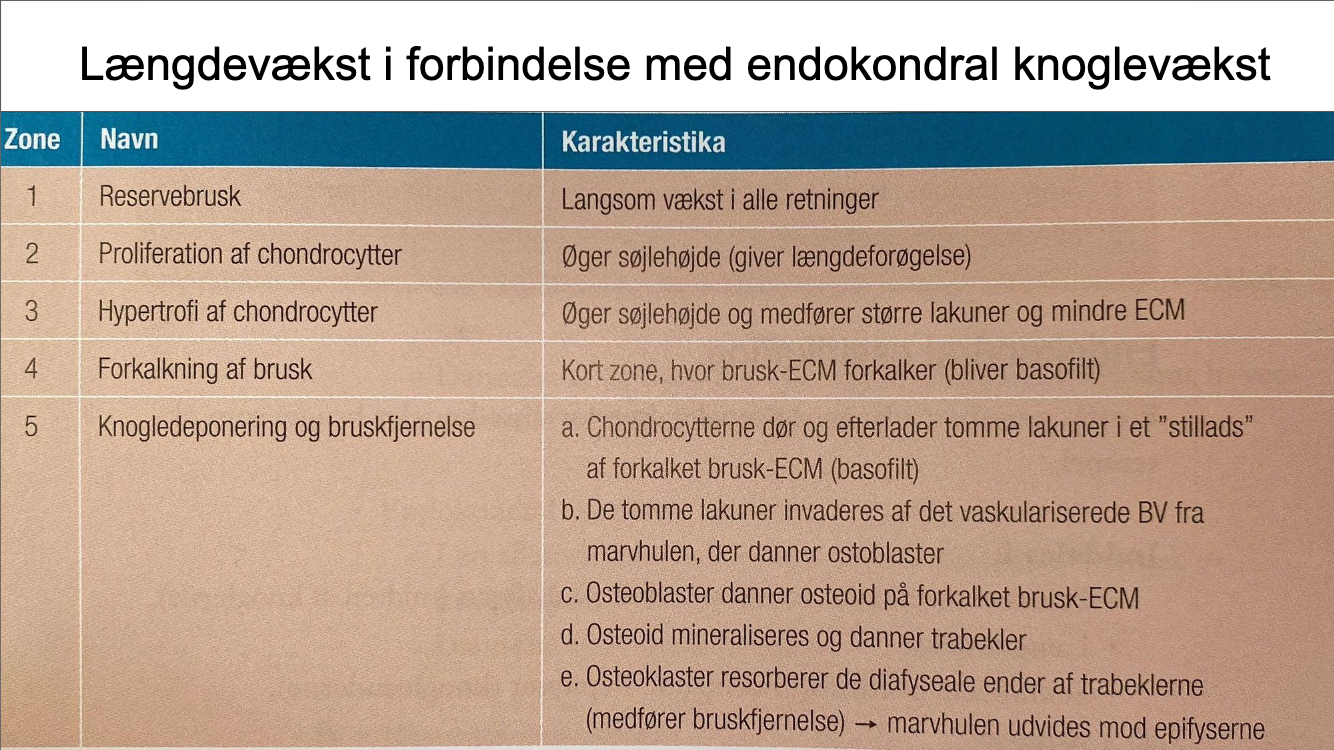 Længdevækst i forbindelse med endokondral knoglevækst
Zone Navn Karakteristika
1 Reservebrusk Langsom vækst i alle retninger
2 Proliferation af chondrocytter Øger søjlehøjde (giver længdeforøgelse)
3 Hypertrofi af chondrocytter Øger søjlehøjde og medfører større lakuner og mindre ECM
4 Forkalkning af brusk Kort zone, hvor brusk-ECM forkalker (bliver basofilt)
5 Knogledeponering og bruskfjernelse a. Chondrocytterne dør og efterlader tomme lakuner i et ”stillads”
af forkalket brusk-ECM (basofilt)
b. De tomme lakuner invaderes af det vaskulariserede BV fra
marvhulen, der danner ostoblaster
c. Osteoblaster danner osteoid på forkalket brusk-ECM
d. Osteoid mineraliseres og danner trabekler
e. Osteoklaster resorberer de diafyseale ender af trabeklerne
(medfører bruskfjernelse) → marvhulen udvides mod epifyserne